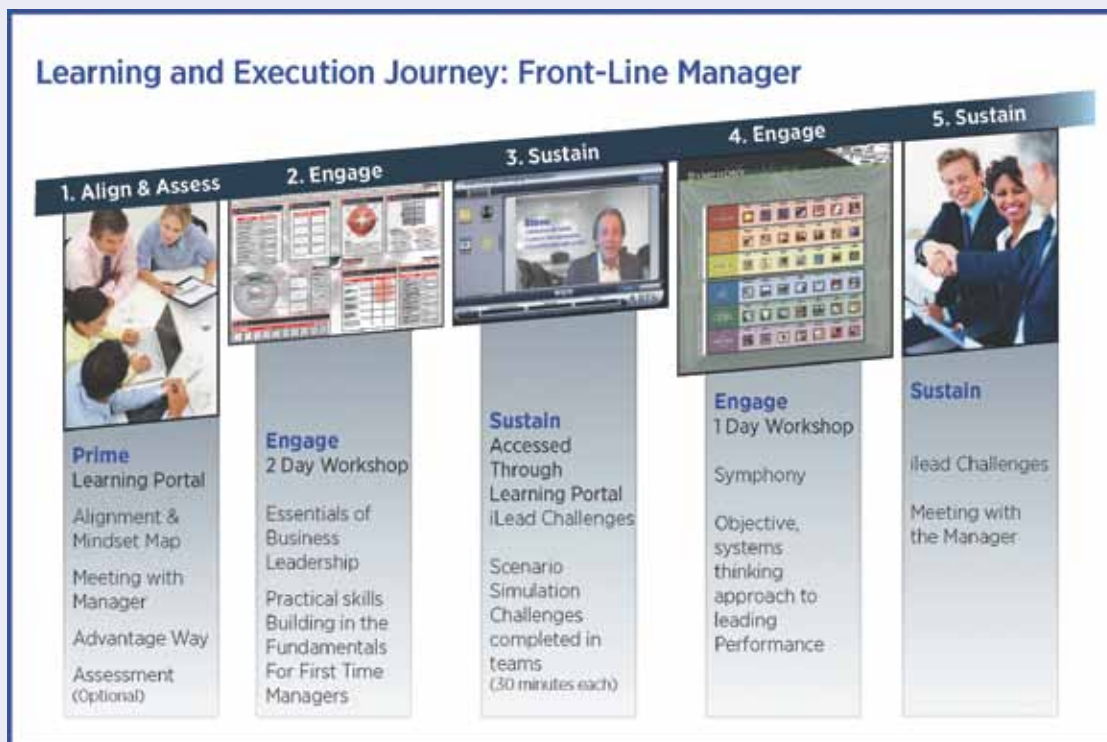 Learning and Execution Journey: Front-Line Manager
1. Align & Assess
2. Engage
3. Sustain
4. Engage
5. Sustain
Prime
Learning Portal
Alignment &
Mindset Map
Meeting with
Manager
Advantage Way
Assessment
(Optional)
Engage
2 Day Workshop
Essentials of
Business
Leadership
Practical skills
Building in the
Fundamentals
For First Time
Managers
Sustain
Accessed
Through
Learning Portal
iLead Challenges
Scenario
Simulation
Challenges
completed in
teams
(30 minutes each)
Engage
1 Day Workshop
Symphony
Objective,
systems
thinking
approach to
leading
Performance
Sustain
ilead Challenges
Meeting with
the Manager